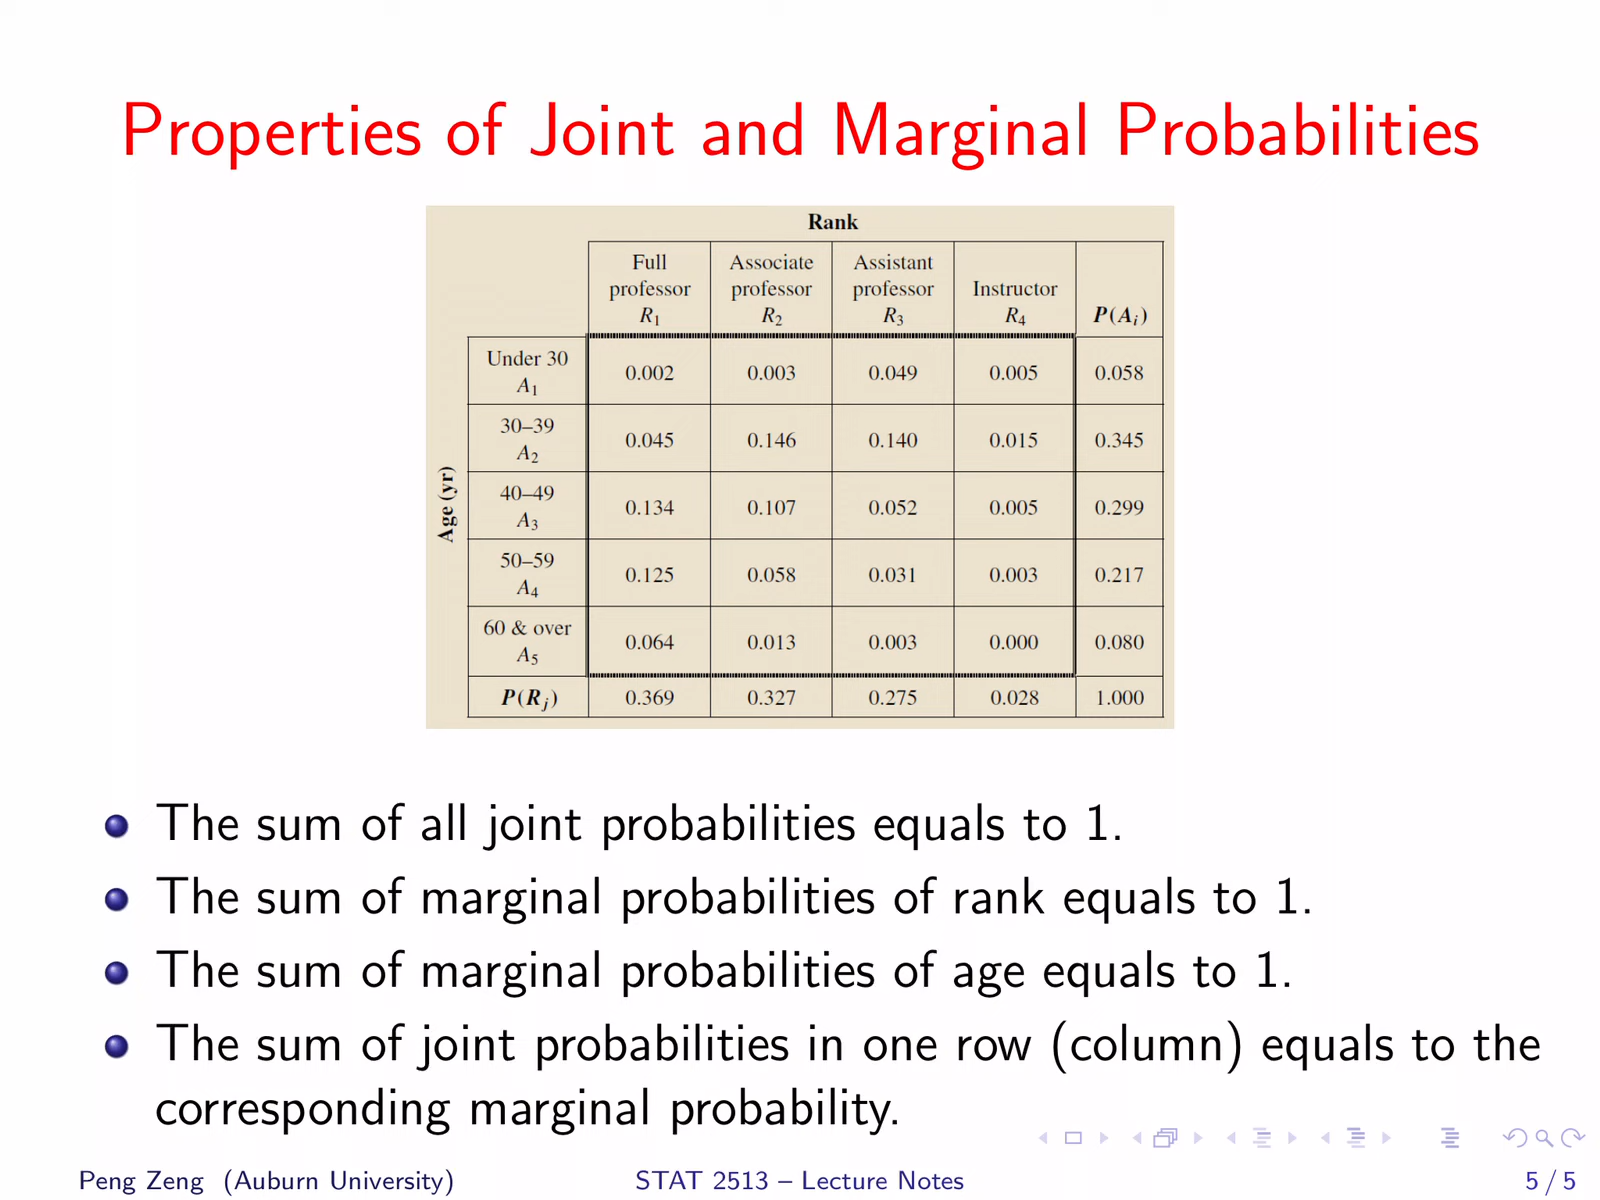 Properties of Joint and Marginal Probabilities
Rank
Full professor R1 Associate professor R2 Assistant professor R3 Instructor R4 P(Ai)
Age (yr)
Under 30 A1 0.002 0.003 0.049 0.005 0.058
30–39 A2 0.045 0.146 0.140 0.015 0.345
40–49 A3 0.134 0.107 0.052 0.005 0.299
50–59 A4 0.125 0.058 0.031 0.003 0.217
60 & over A5 0.064 0.013 0.003 0.000 0.080
P(Rj) 0.369 0.327 0.275 0.028 1.000
The sum of all joint probabilities equals to 1.
The sum of marginal probabilities of rank equals to 1.
The sum of marginal probabilities of age equals to 1.
The sum of joint probabilities in one row (column) equals to the
corresponding marginal probability.
Peng Zeng (Auburn University) STAT 2513 – Lecture Notes 5 / 5